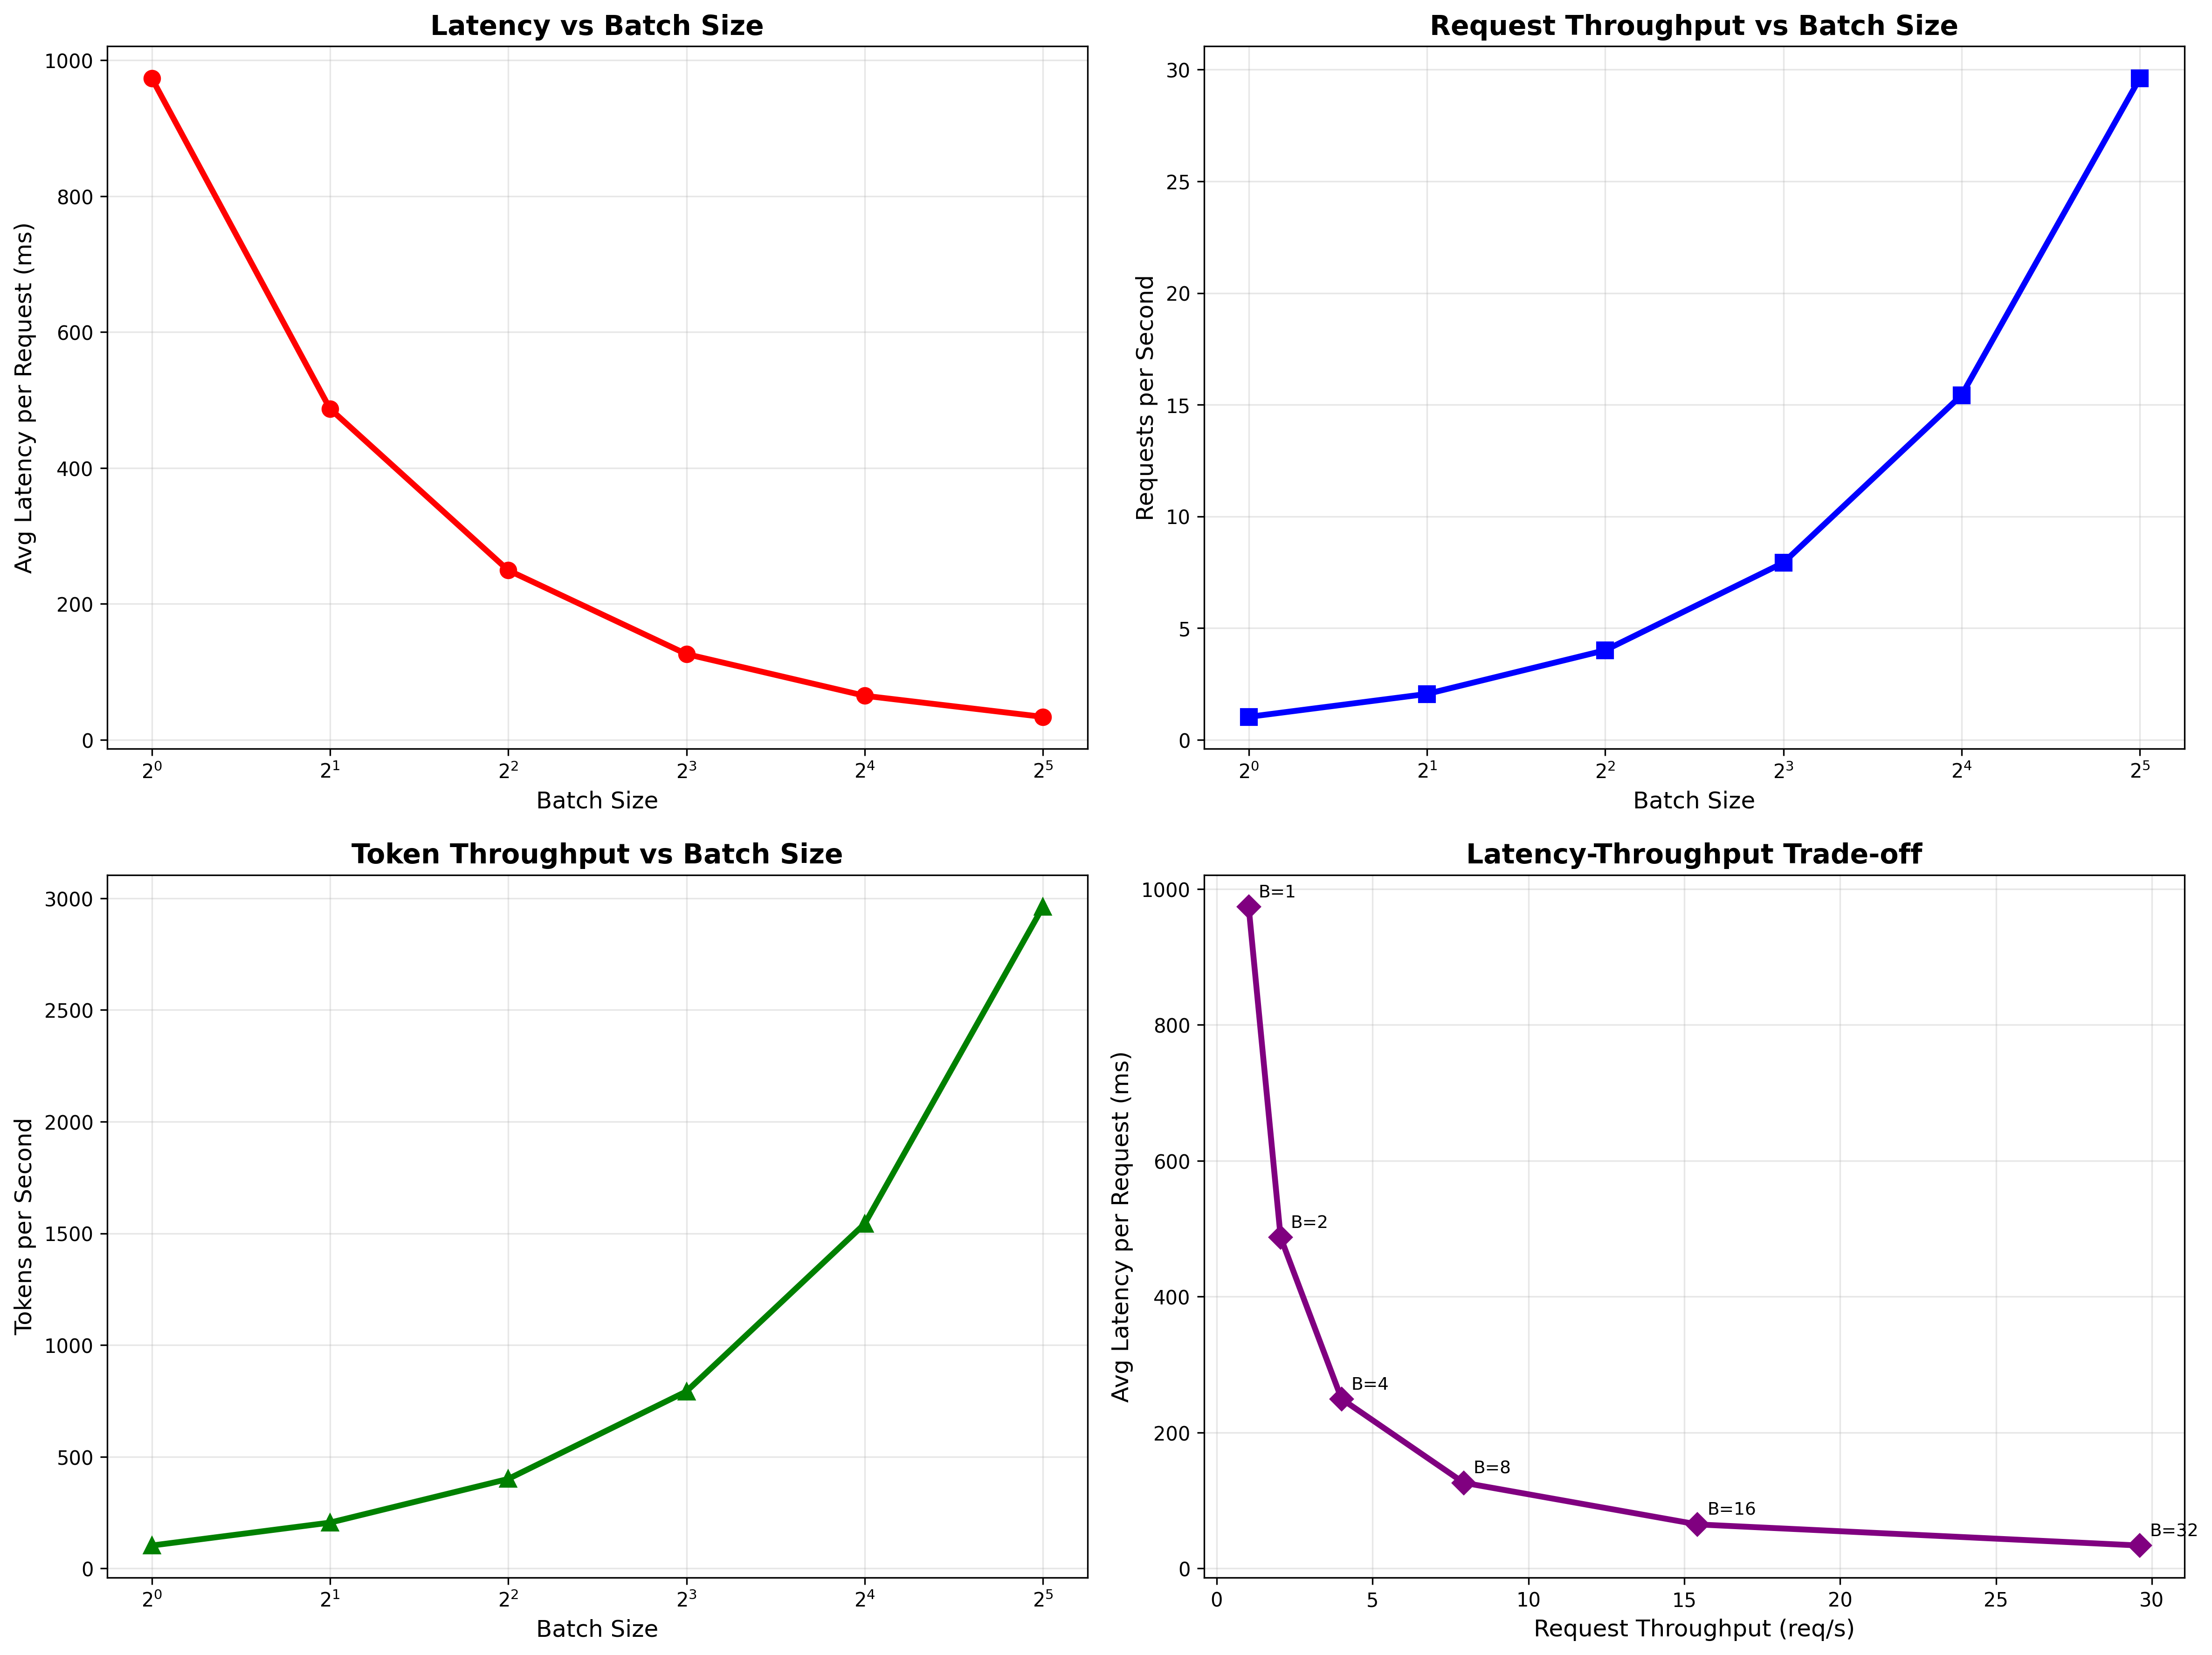 Latency vs Batch Size
Avg Latency per Request (ms)
1000
800
600
400
200
0
2⁰ 2¹ 2² 2³ 2⁴ 2⁵
Batch Size
Request Throughput vs Batch Size
Requests per Second
30
25
20
15
10
5
0
2⁰ 2¹ 2² 2³ 2⁴ 2⁵
Batch Size
Token Throughput vs Batch Size
Tokens per Second
3000
2500
2000
1500
1000
500
0
2⁰ 2¹ 2² 2³ 2⁴ 2⁵
Batch Size
Latency-Throughput Trade-off
Avg Latency per Request (ms)
1000
800
600
400
200
0
B=1
B=2
B=4
B=8
B=16
B=32
0 5 10 15 20 25 30
Request Throughput (req/s)